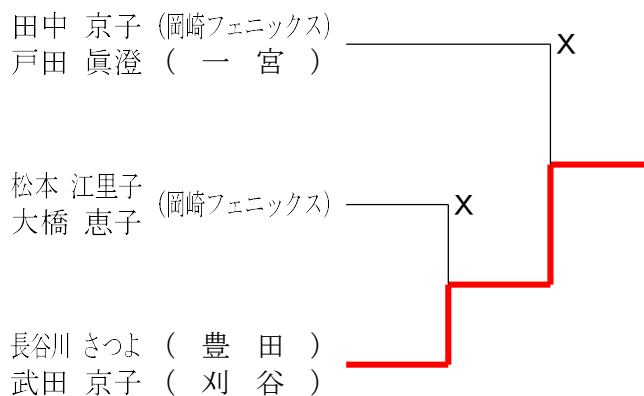 田中 京子 (岡崎フェニックス)
戸田 眞澄 ( 一 宮 )
X
松本 江里子
大橋 恵子 (岡崎フェニックス)
X
長谷川 さつよ ( 豊 田 )
武田 京子 ( 刈 谷 )